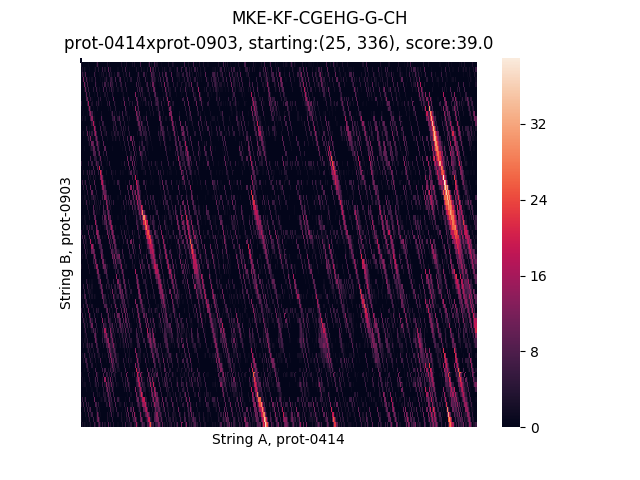 MKE-KF-CGEHG-G-CH
prot-0414xprot-0903, starting:(25, 336), score:39.0
String B, prot-0903
String A, prot-0414
32
24
16
8
0